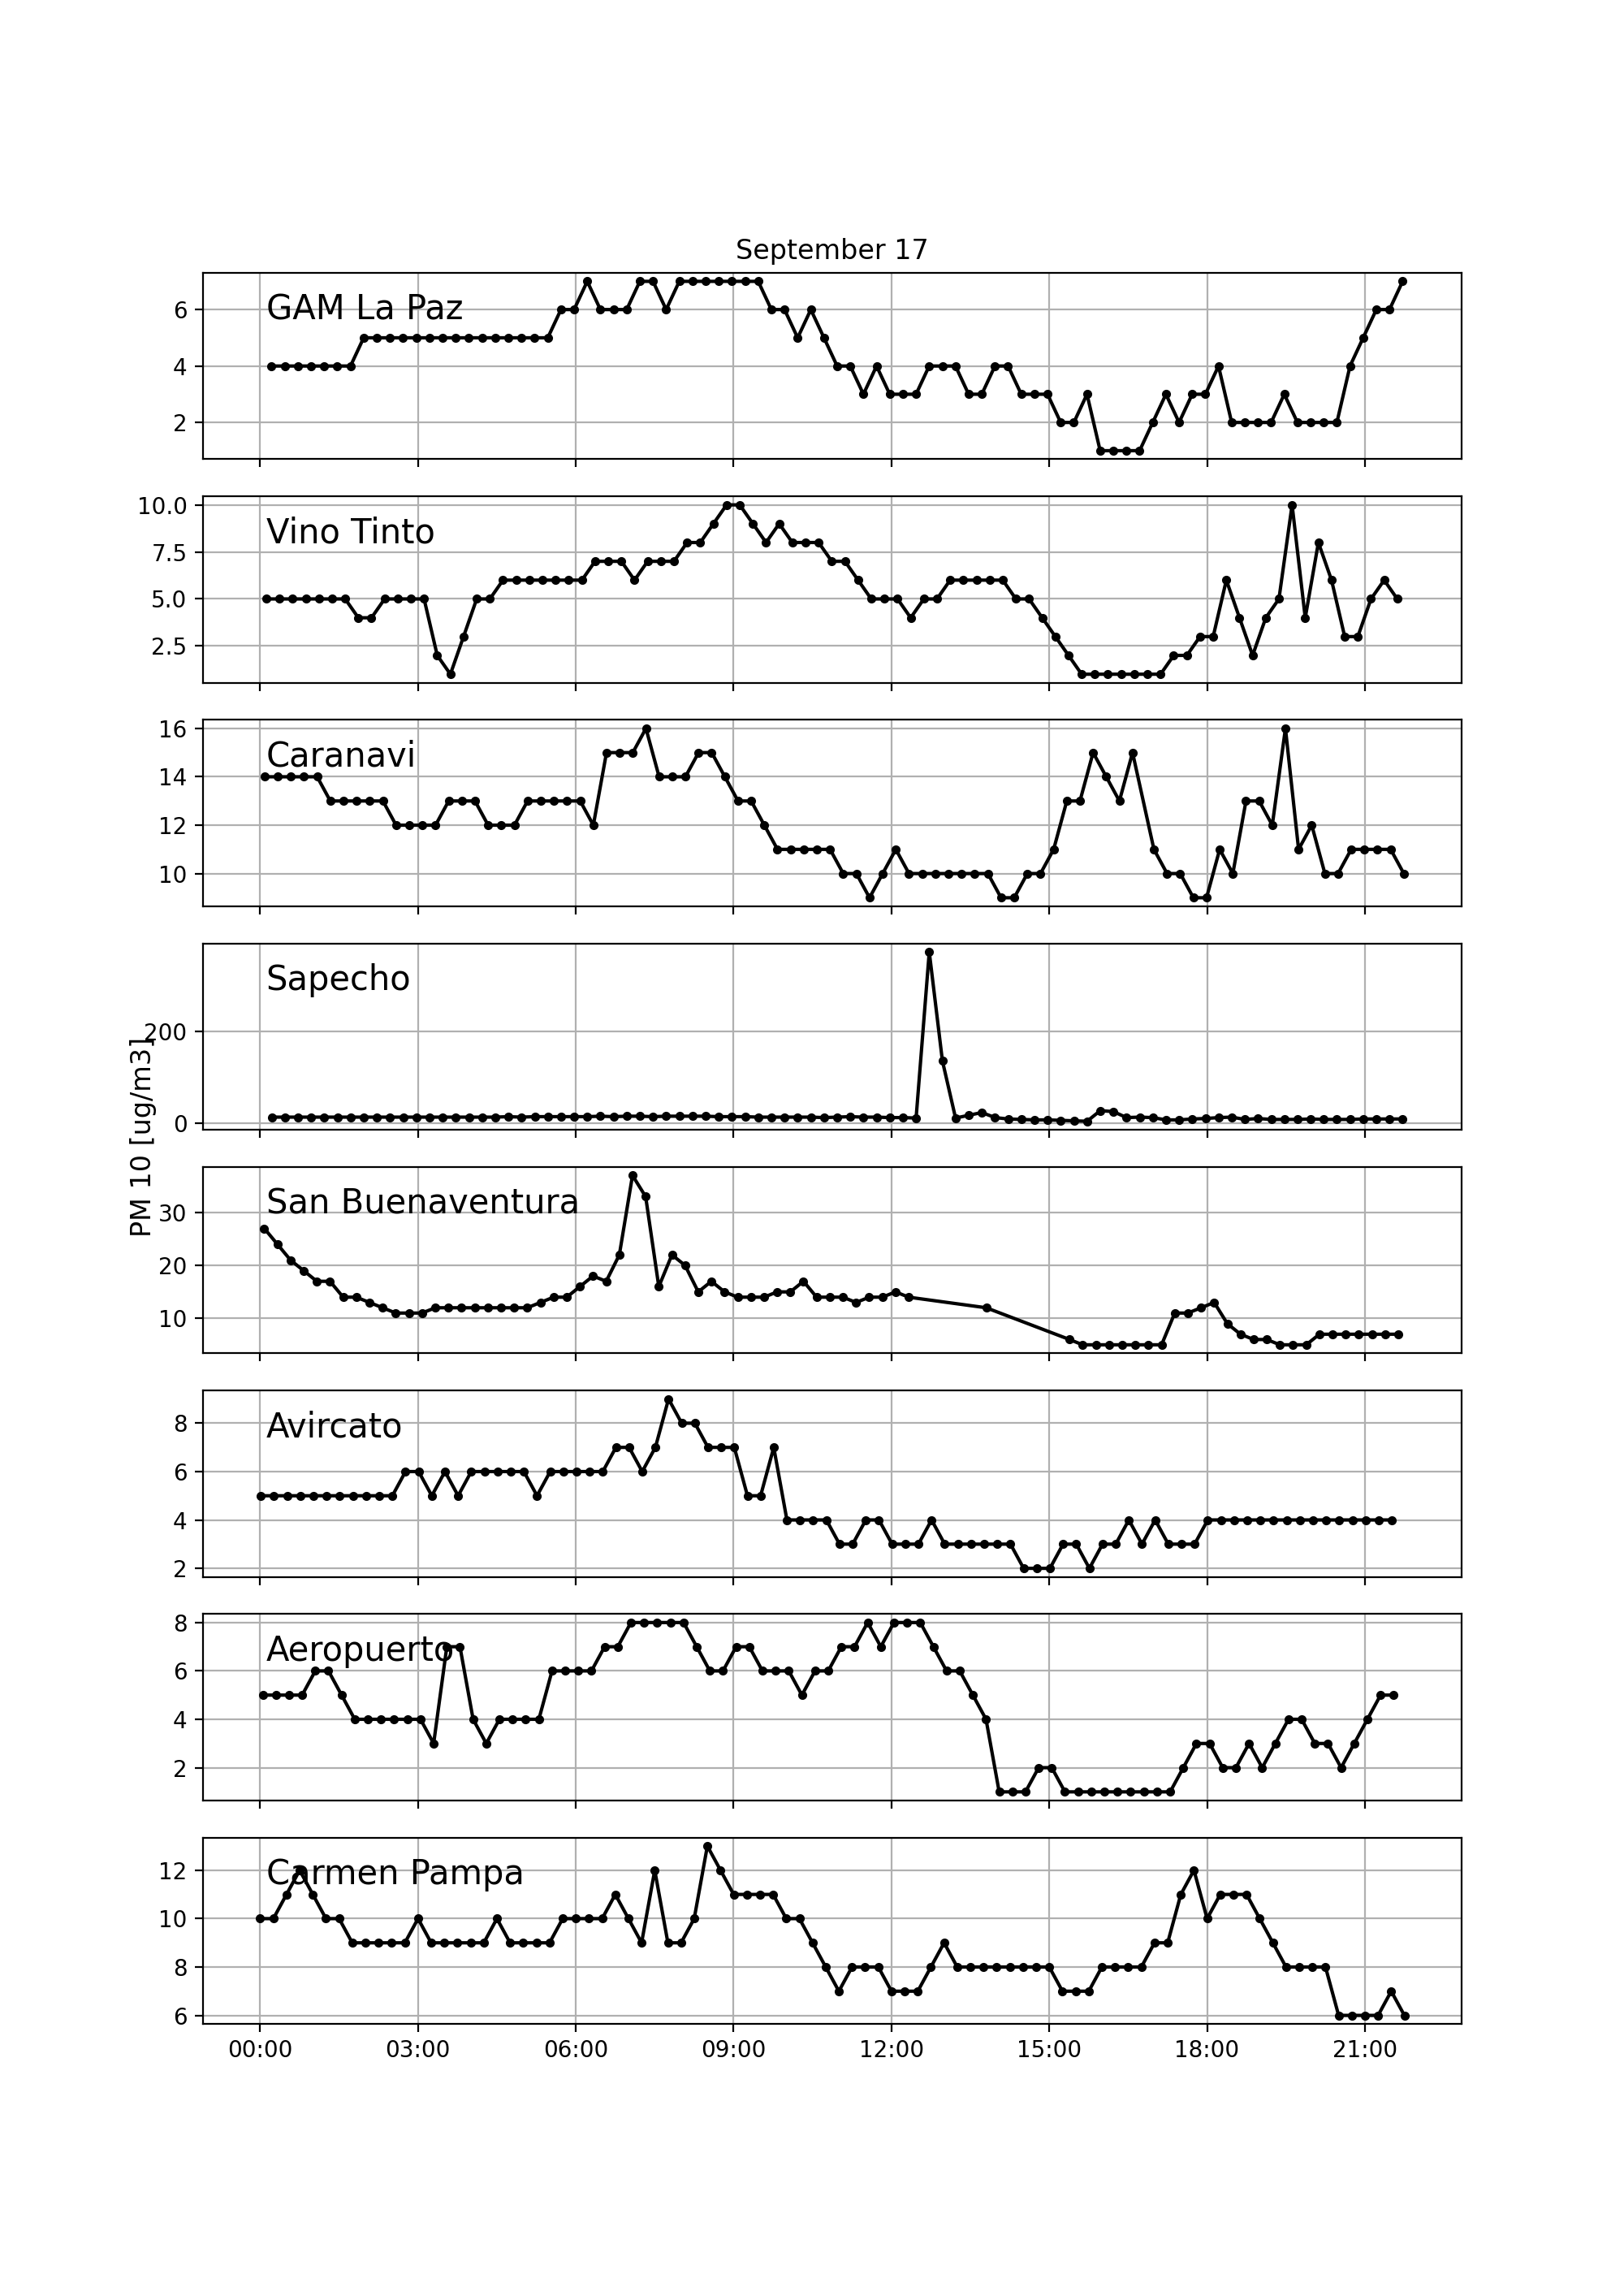 September 17
GAM La Paz
6
4
2
Vino Tinto
10.0
7.5
5.0
2.5
Caranavi
16
14
12
10
Sapecho
200
0
PM 10 [ug/m3]
San Buenaventura
30
20
10
Avircato
8
6
4
2
Aeropuerto
8
6
4
2
Carmen Pampa
12
10
8
6
00:00 03:00 06:00 09:00 12:00 15:00 18:00 21:00